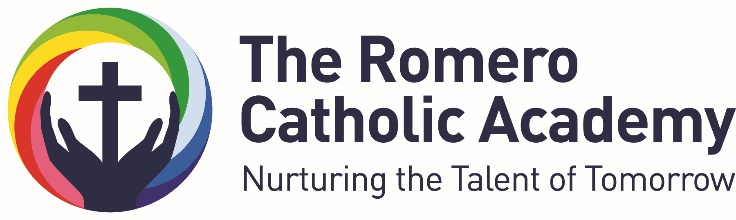 The Romero
Catholic Academy
Nurturing the Talent of Tomorrow